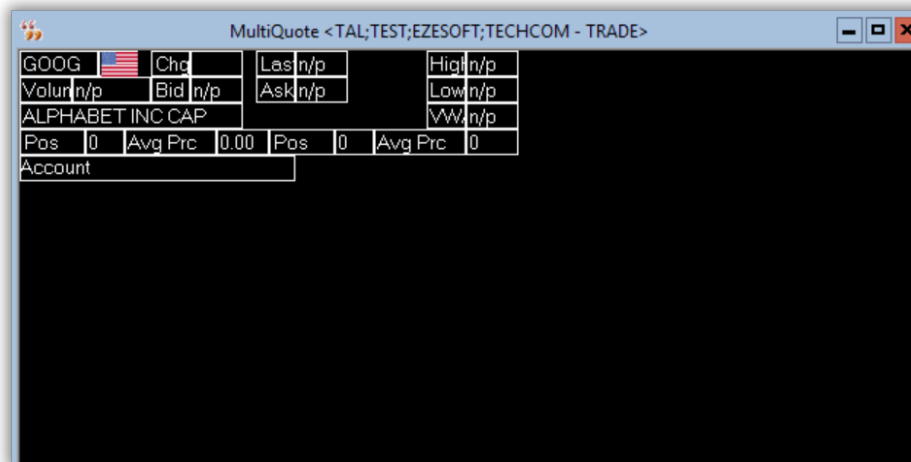 MultiQuote <TAL;TEST;EZESOFT;TECHCOM - TRADE>
GOOG Chg Las n/p High n/p
Volun n/p Bid n/p Ask n/p Low n/p
ALPHABET INC CAP VWA n/p
Pos 0 Avg Prc 0.00 Pos 0 Avg Prc 0
Account